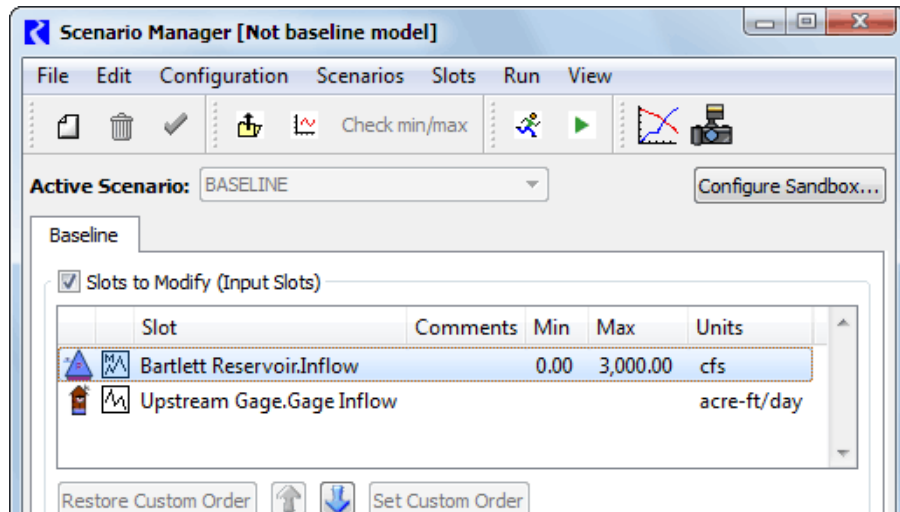 Scenario Manager [Not baseline model]
File Edit Configuration Scenarios Slots Run View
Check min/max
Active Scenario: BASELINE Configure Sandbox...
Baseline
Slots to Modify (Input Slots)
Slot Comments Min Max Units
Bartlett Reservoir.Inflow 0.00 3,000.00 cfs
Upstream Gage.Gage Inflow acre-ft/day
Restore Custom Order Set Custom Order